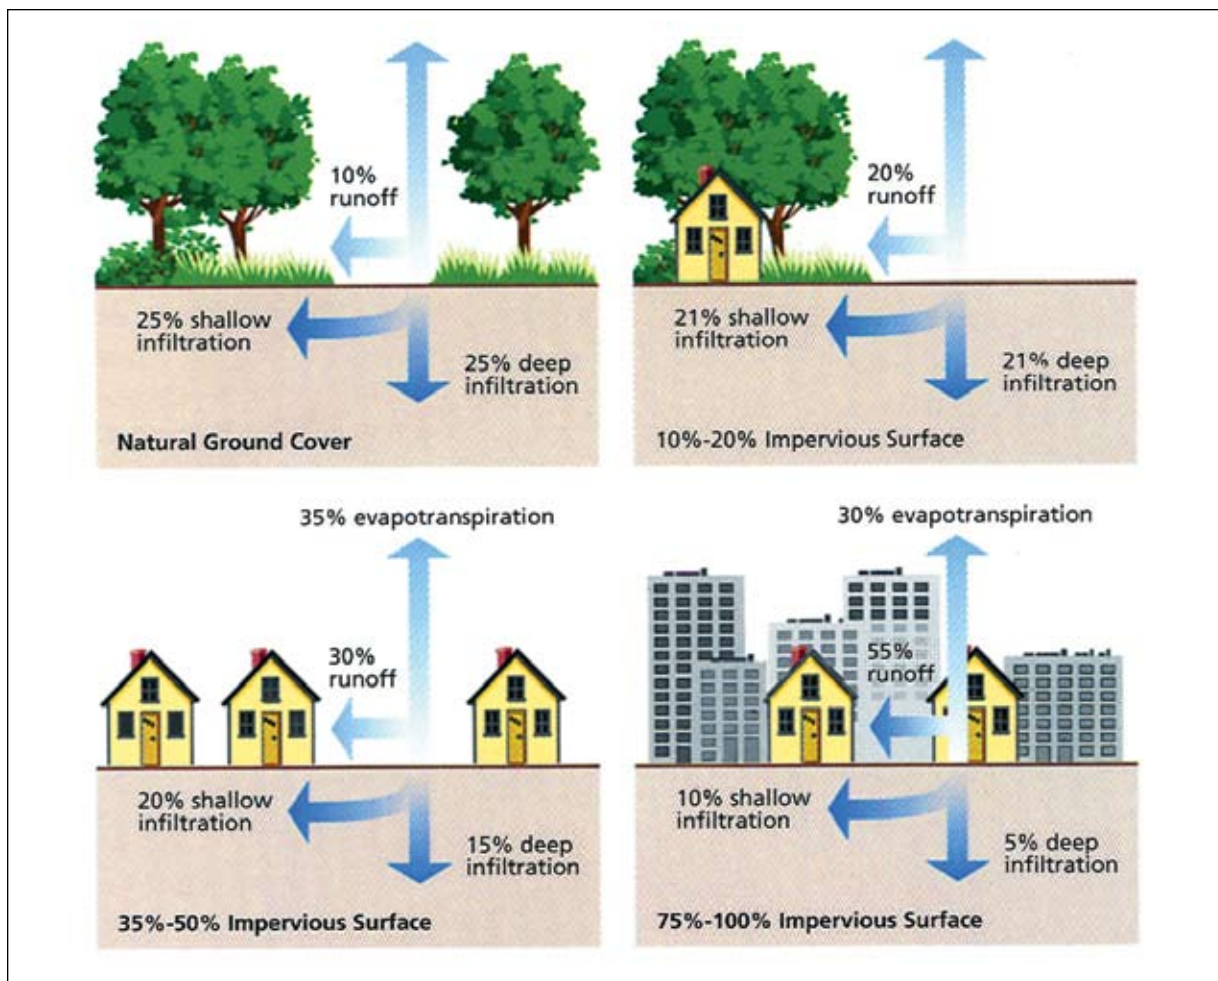 10%
runoff
25% shallow
infiltration
25% deep
infiltration
Natural Ground Cover
20%
runoff
21% shallow
infiltration
21% deep
infiltration
10%-20% Impervious Surface
35% evapotranspiration
30%
runoff
20% shallow
infiltration
15% deep
infiltration
35%-50% Impervious Surface
30% evapotranspiration
55%
runoff
10% shallow
infiltration
5% deep
infiltration
75%-100% Impervious Surface